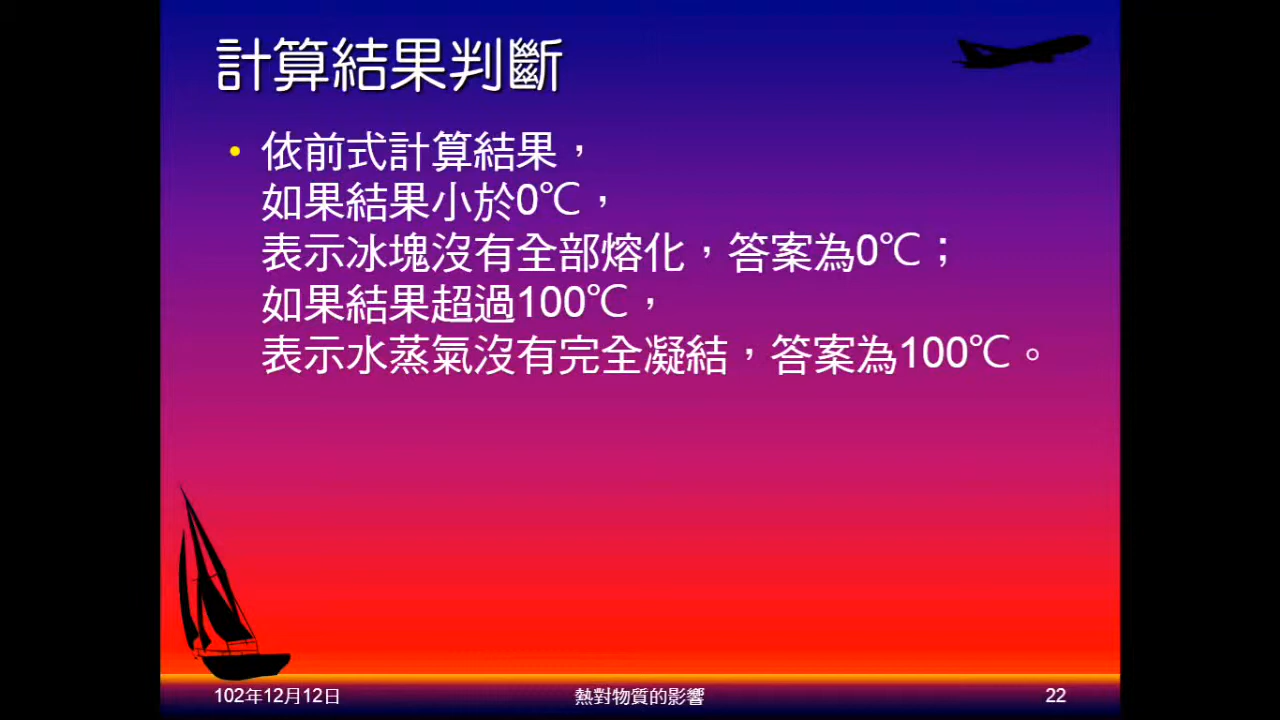 計算結果判斷
• 依前式計算結果，
如果結果小於0℃，
表示冰塊沒有全部熔化，答案為0℃；
如果結果超過100℃，
表示水蒸氣沒有完全凝結，答案為100℃。
102年12月12日
熱對物質的影響
22